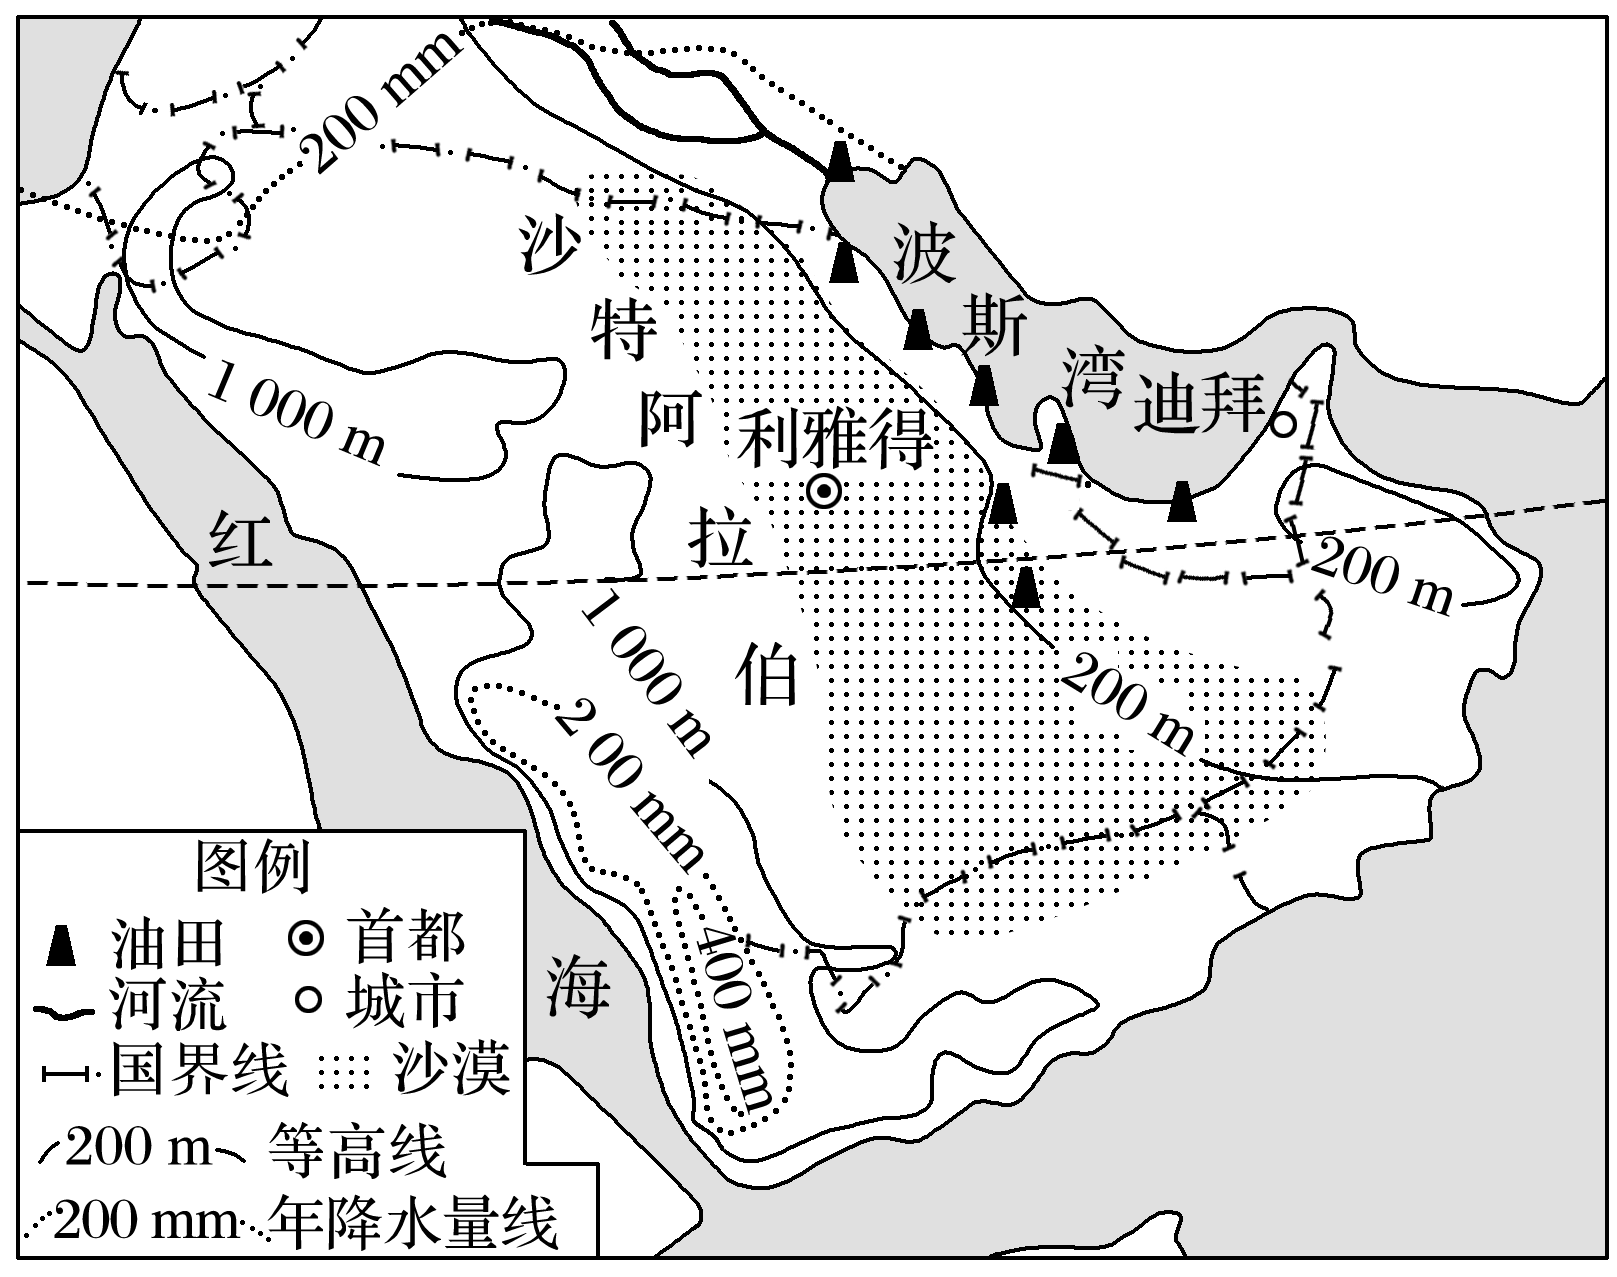 200 mm
沙
特
阿
拉
伯
波
斯
湾
迪拜
利雅得
1 000 m
红
200 m
1 000 m
200 m
2 00 mm
400 mm
海
图例
油田 首都
河流 城市
国界线 沙漠
200 m 等高线
200 mm 年降水量线